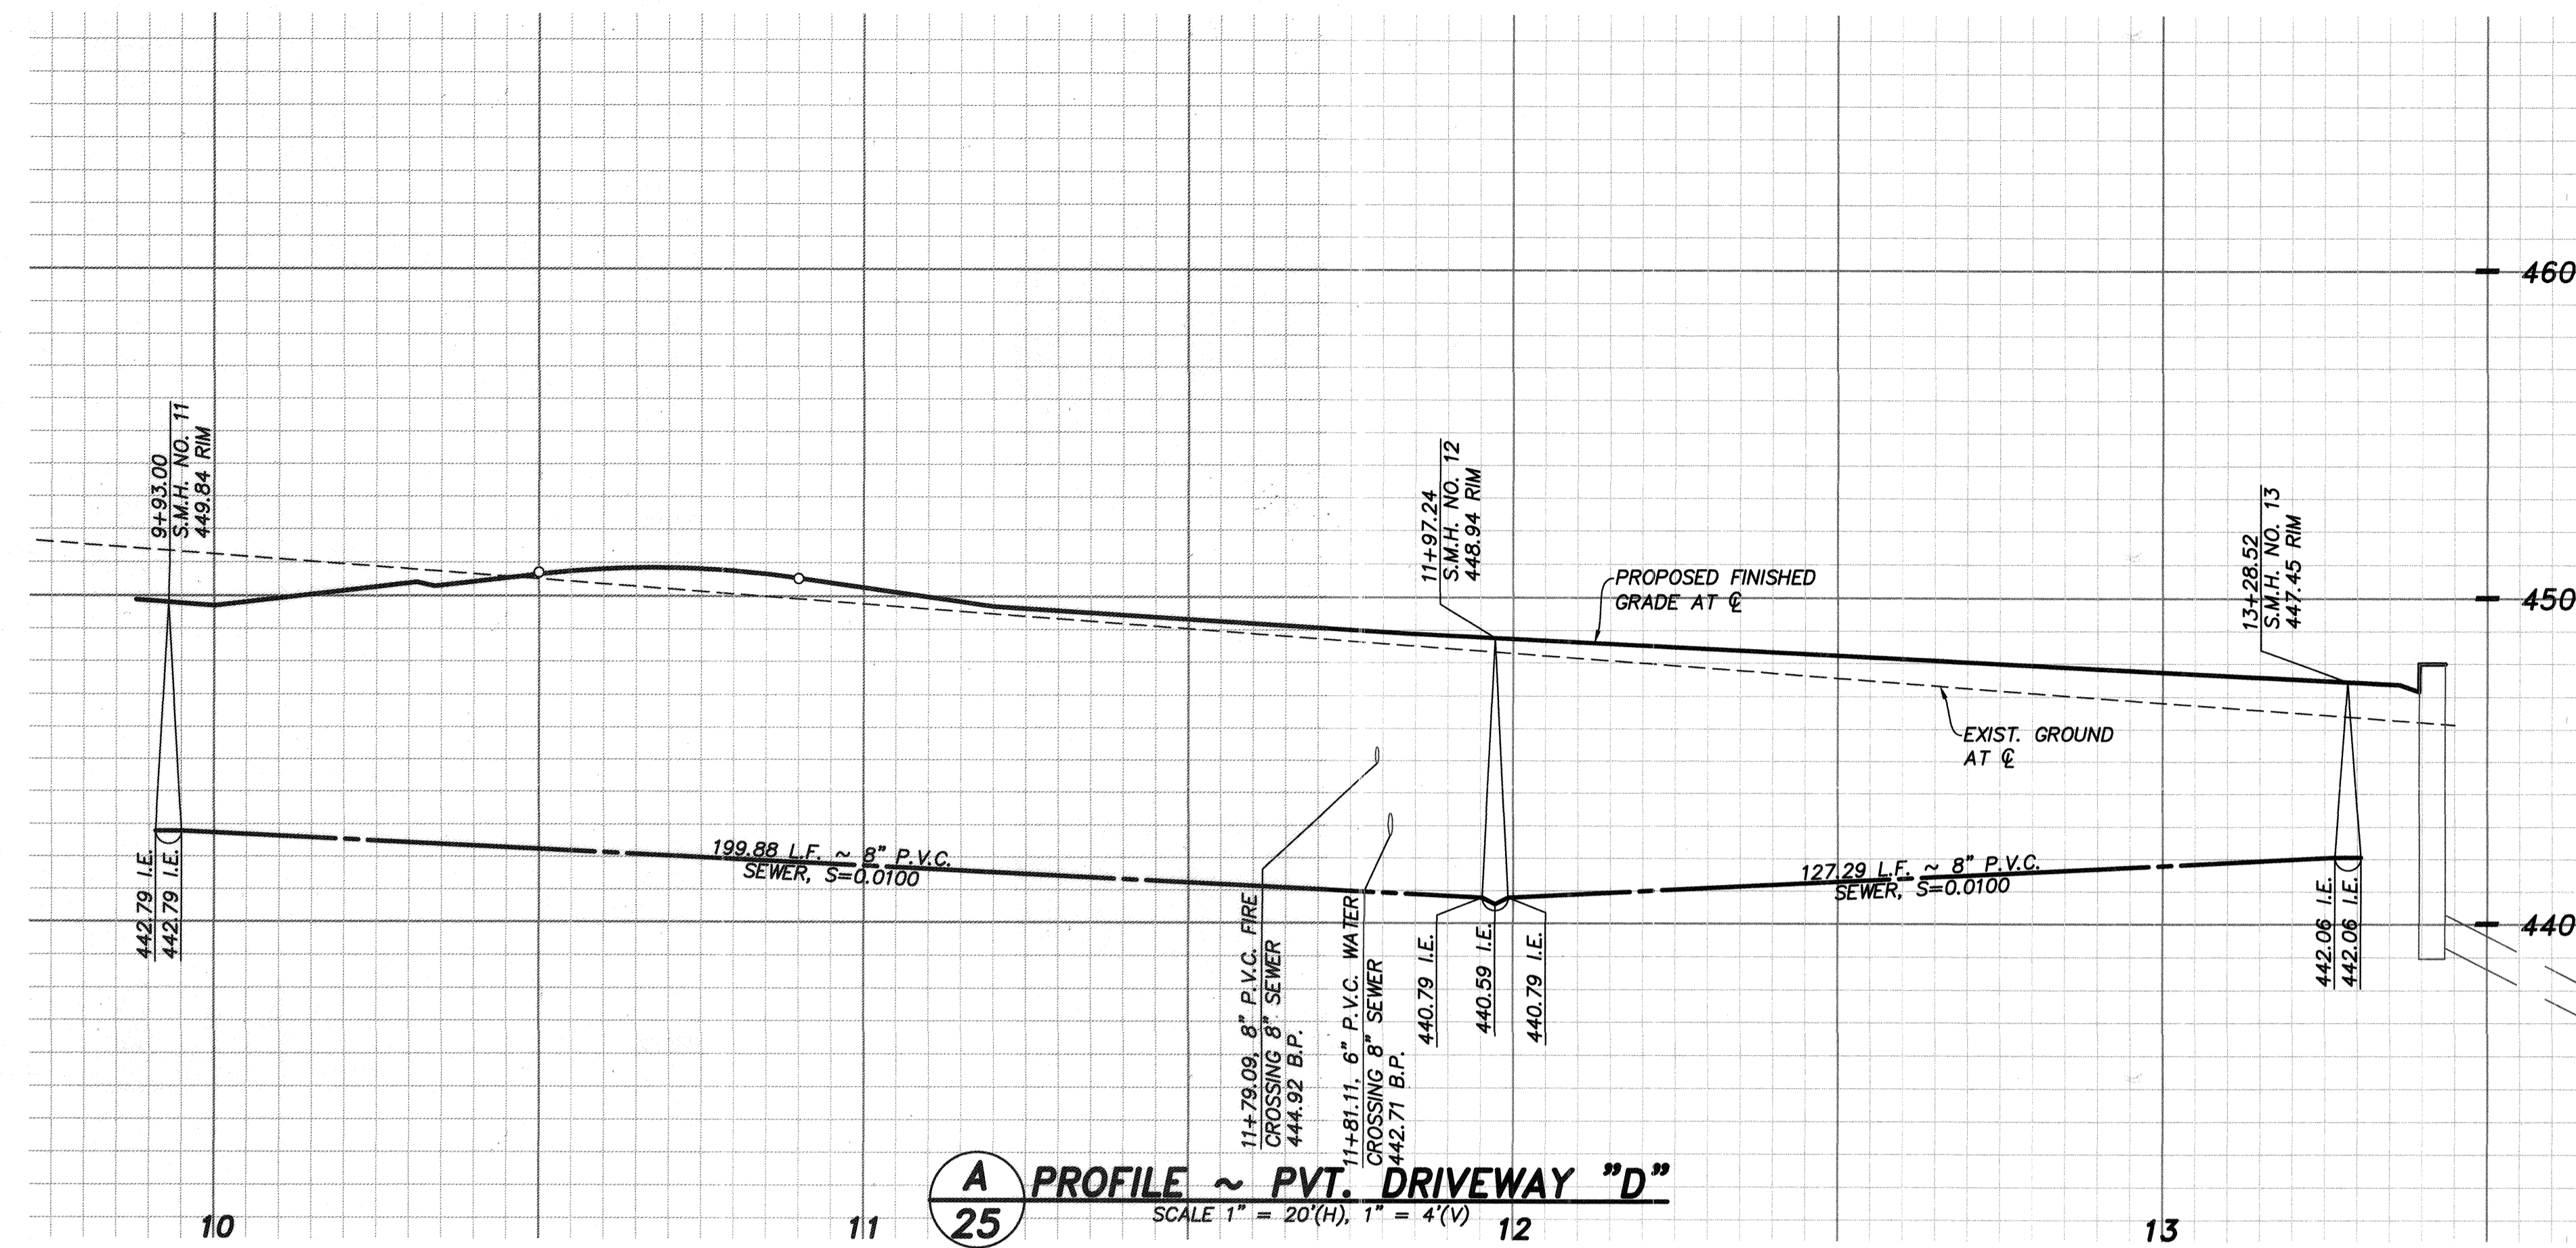 9+93.00
S.M.H. NO. 11
449.84 RIM
11+97.24
S.M.H. NO. 12
448.94 RIM
13+28.52
S.M.H. NO. 13
447.45 RIM
460
450
440
PROPOSED FINISHED
GRADE AT ℄
EXIST. GROUND
AT ℄
199.88 L.F. ~ 8" P.V.C.
SEWER, S=0.0100
127.29 L.F. ~ 8" P.V.C.
SEWER, S=0.0100
442.79 I.E.
442.79 I.E.
11+79.09, 8" P.V.C. FIRE
CROSSING 8" SEWER
444.92 B.P.
11+81.11, 6" P.V.C. WATER
CROSSING 8" SEWER
442.71 B.P.
440.79 I.E.
440.59 I.E.
440.79 I.E.
442.06 I.E.
442.06 I.E.
A
25
PROFILE ~ PVT. DRIVEWAY "D"
SCALE 1" = 20'(H), 1" = 4'(V)
10
11
12
13